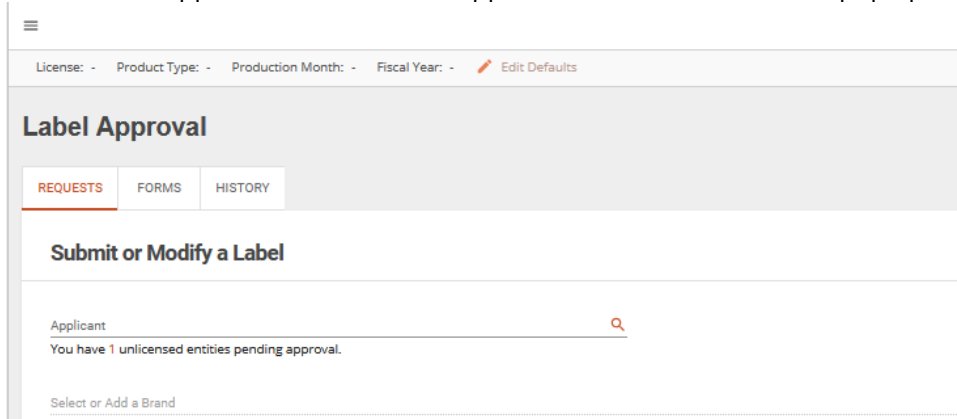 License: - Product Type: - Production Month: - Fiscal Year: - Edit Defaults
Label Approval
REQUESTS FORMS HISTORY
Submit or Modify a Label
Applicant
You have 1 unlicensed entities pending approval.
Select or Add a Brand